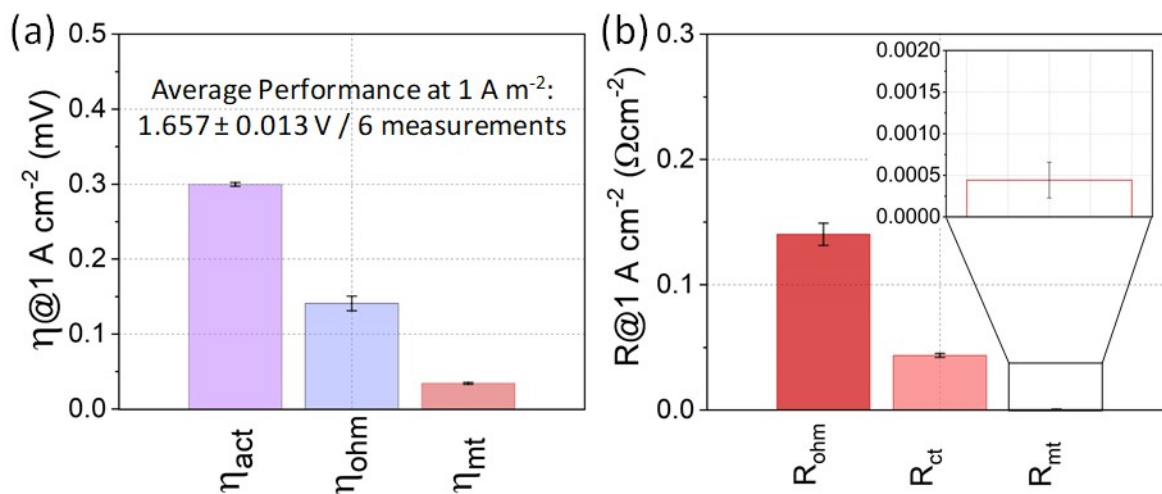 (a)
0.5
0.4
0.3
0.2
0.1
0.0
η@1 A cm⁻² (mV)
Average Performance at 1 A m⁻²:
1.657 ± 0.013 V / 6 measurements
ηact
ηohm
ηmt
(b)
0.3
0.2
0.1
0.0
R@1 A cm⁻² (Ωcm⁻²)
0.0020
0.0015
0.0010
0.0005
0.0000
Rohm
Rct
Rmt